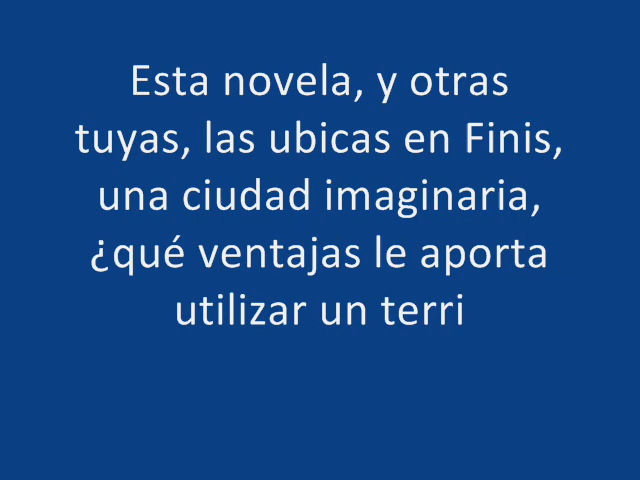 Esta novela, y otras
tuyas, las ubicas en Finis,
una ciudad imaginaria,
¿qué ventajas le aporta
utilizar un terri